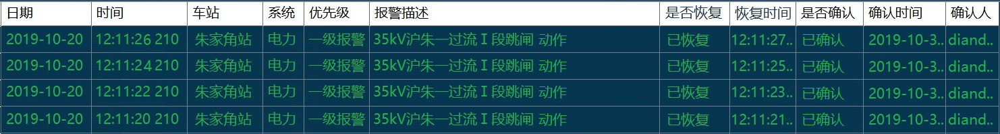 日期 时间 车站 系统 优先级 报警描述 是否恢复 恢复时间 是否确认 确认时间 确认人
2019-10-20 12:11:26 210 朱家角站 电力 一级报警 35kV沪朱一过流Ⅰ段跳闸 动作 已恢复 12:11:27.. 已确认 2019-10-3.. diand..
2019-10-20 12:11:24 210 朱家角站 电力 一级报警 35kV沪朱一过流Ⅰ段跳闸 动作 已恢复 12:11:25.. 已确认 2019-10-3.. diand..
2019-10-20 12:11:22 210 朱家角站 电力 一级报警 35kV沪朱一过流Ⅰ段跳闸 动作 已恢复 12:11:23.. 已确认 2019-10-3.. diand..
2019-10-20 12:11:20 210 朱家角站 电力 一级报警 35kV沪朱一过流Ⅰ段跳闸 动作 已恢复 12:11:21.. 已确认 2019-10-3.. diand..